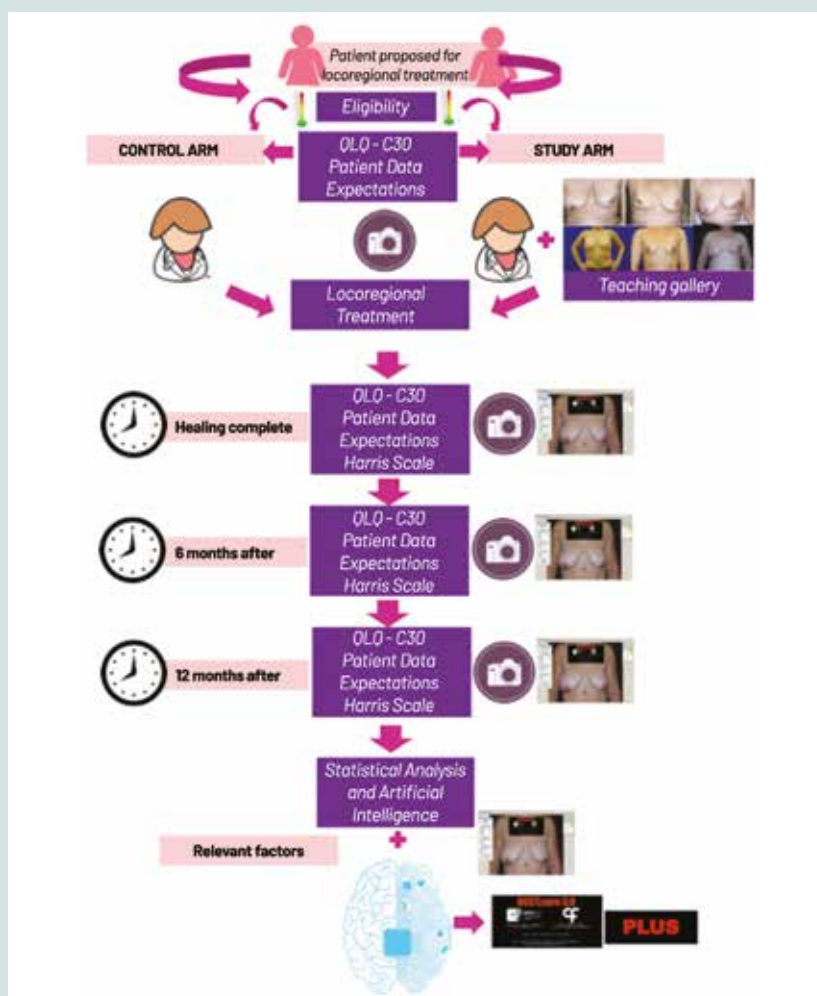 Patient proposed for
locoregional treatment
Eligibility
CONTROL ARM
QLQ - C30
Patient Data
Expectations
STUDY ARM
Locoregional
Treatment
Teaching gallery
Healing complete
QLQ - C30
Patient Data
Expectations
Harris Scale
6 months after
QLQ - C30
Patient Data
Expectations
Harris Scale
12 months after
QLQ - C30
Patient Data
Expectations
Harris Scale
Statistical Analysis
and Artificial
Intelligence
Relevant factors
PLUS